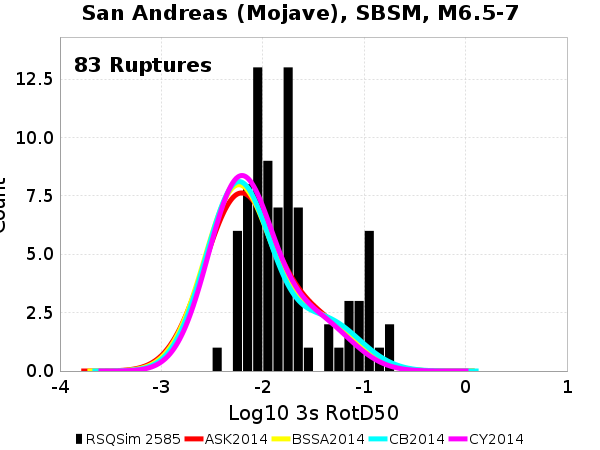 San Andreas (Mojave), SBSM, M6.5-7
83 Ruptures
Count
12.5
10.0
7.5
5.0
2.5
0.0
-4 -3 -2 -1 0 1
Log10 3s RotD50
RSQSim 2585 ASK2014 BSSA2014 CB2014 CY2014